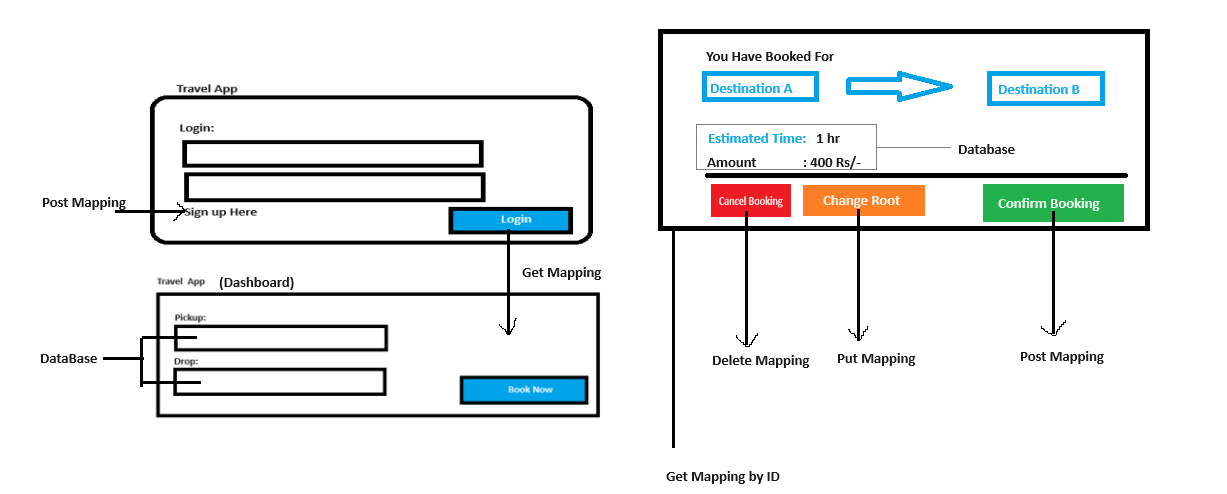 Travel App
Login:
Post Mapping
Sign up Here
Login
Get Mapping
Travel App (Dashboard)
Pickup:
DataBase
Drop:
Book Now
You Have Booked For
Destination A
Destination B
Estimated Time: 1 hr
Amount : 400 Rs/-
Database
Cancel Booking
Change Root
Confirm Booking
Delete Mapping
Put Mapping
Post Mapping
Get Mapping by ID